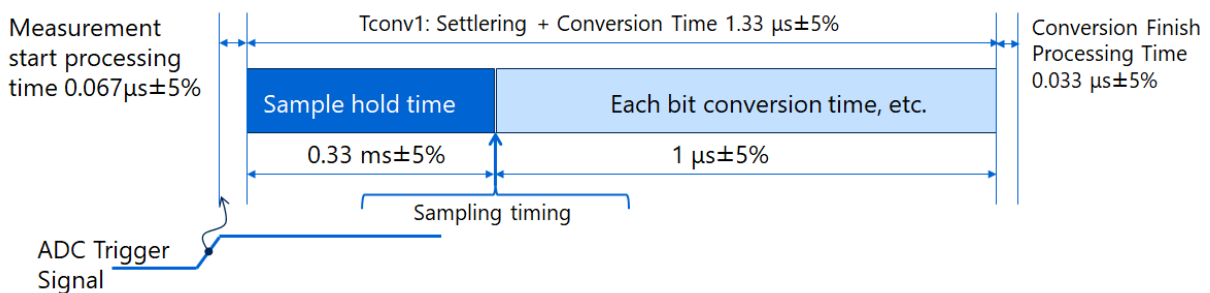 Measurement
start processing
time 0.067μs±5%
Tconv1: Settlering + Conversion Time 1.33 μs±5%
Conversion Finish
Processing Time
0.033 μs±5%
Sample hold time
Each bit conversion time, etc.
0.33 ms±5%
1 μs±5%
Sampling timing
ADC Trigger
Signal